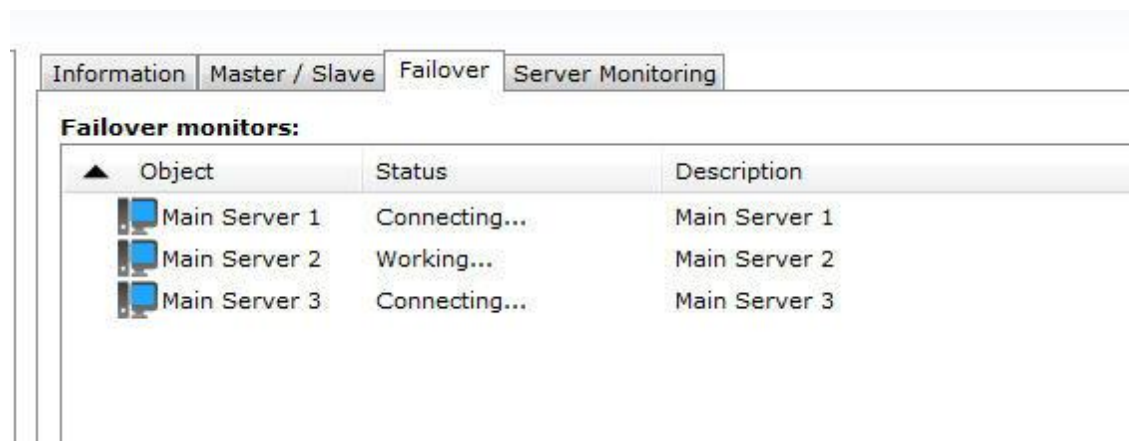 Information Master / Slave Failover Server Monitoring
Failover monitors:
Object Status Description
Main Server 1 Connecting... Main Server 1
Main Server 2 Working... Main Server 2
Main Server 3 Connecting... Main Server 3